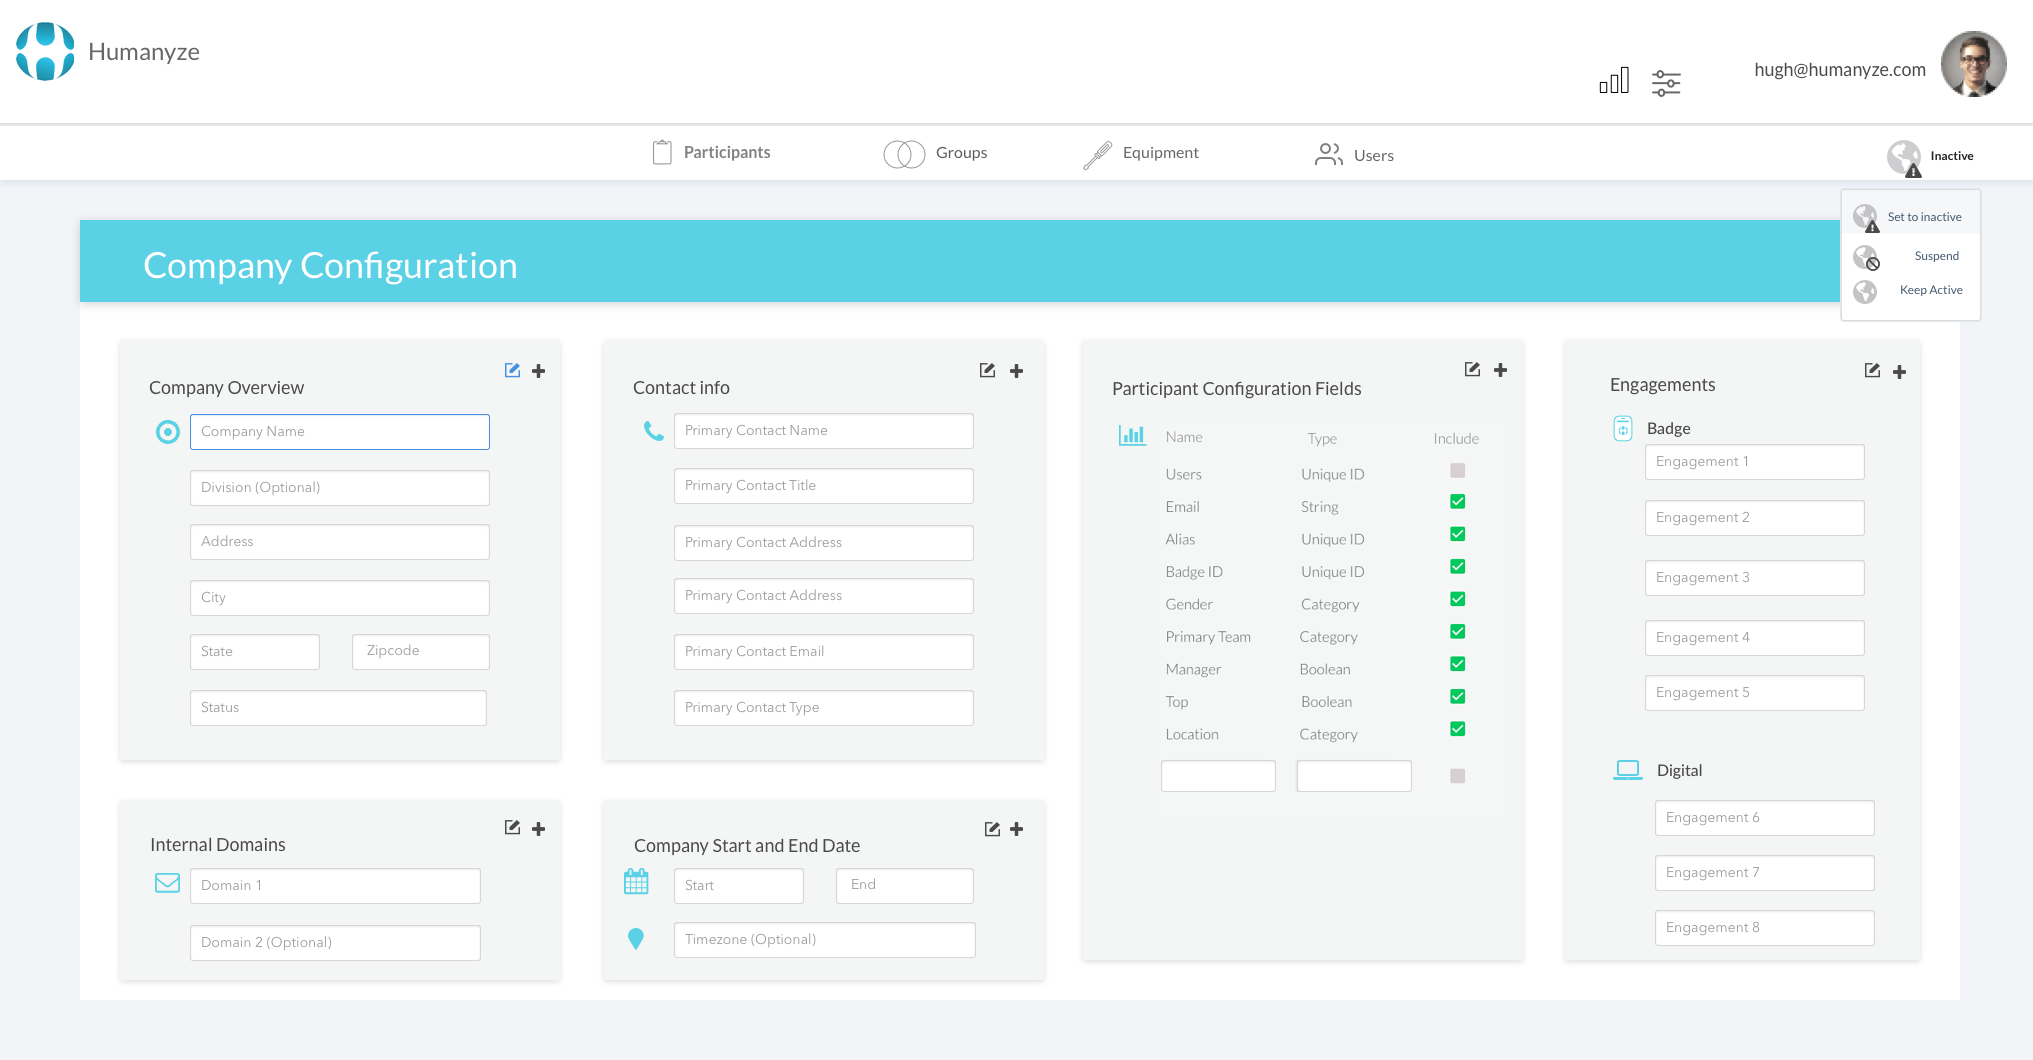 Humanyze
hugh@humanyze.com
Participants
Groups
Equipment
Users
Inactive
Set to inactive
Suspend
Keep Active
Company Configuration
Company Overview
Company Name
Division (Optional)
Address
City
State
Zipcode
Status
Contact info
Primary Contact Name
Primary Contact Title
Primary Contact Address
Primary Contact Address
Primary Contact Email
Primary Contact Type
Participant Configuration Fields
Name Type Include
Users Unique ID
Email String
Alias Unique ID
Badge ID Unique ID
Gender Category
Primary Team Category
Manager Boolean
Top Boolean
Location Category
Engagements
Badge
Engagement 1
Engagement 2
Engagement 3
Engagement 4
Engagement 5
Digital
Engagement 6
Engagement 7
Engagement 8
Internal Domains
Domain 1
Domain 2 (Optional)
Company Start and End Date
Start
End
Timezone (Optional)